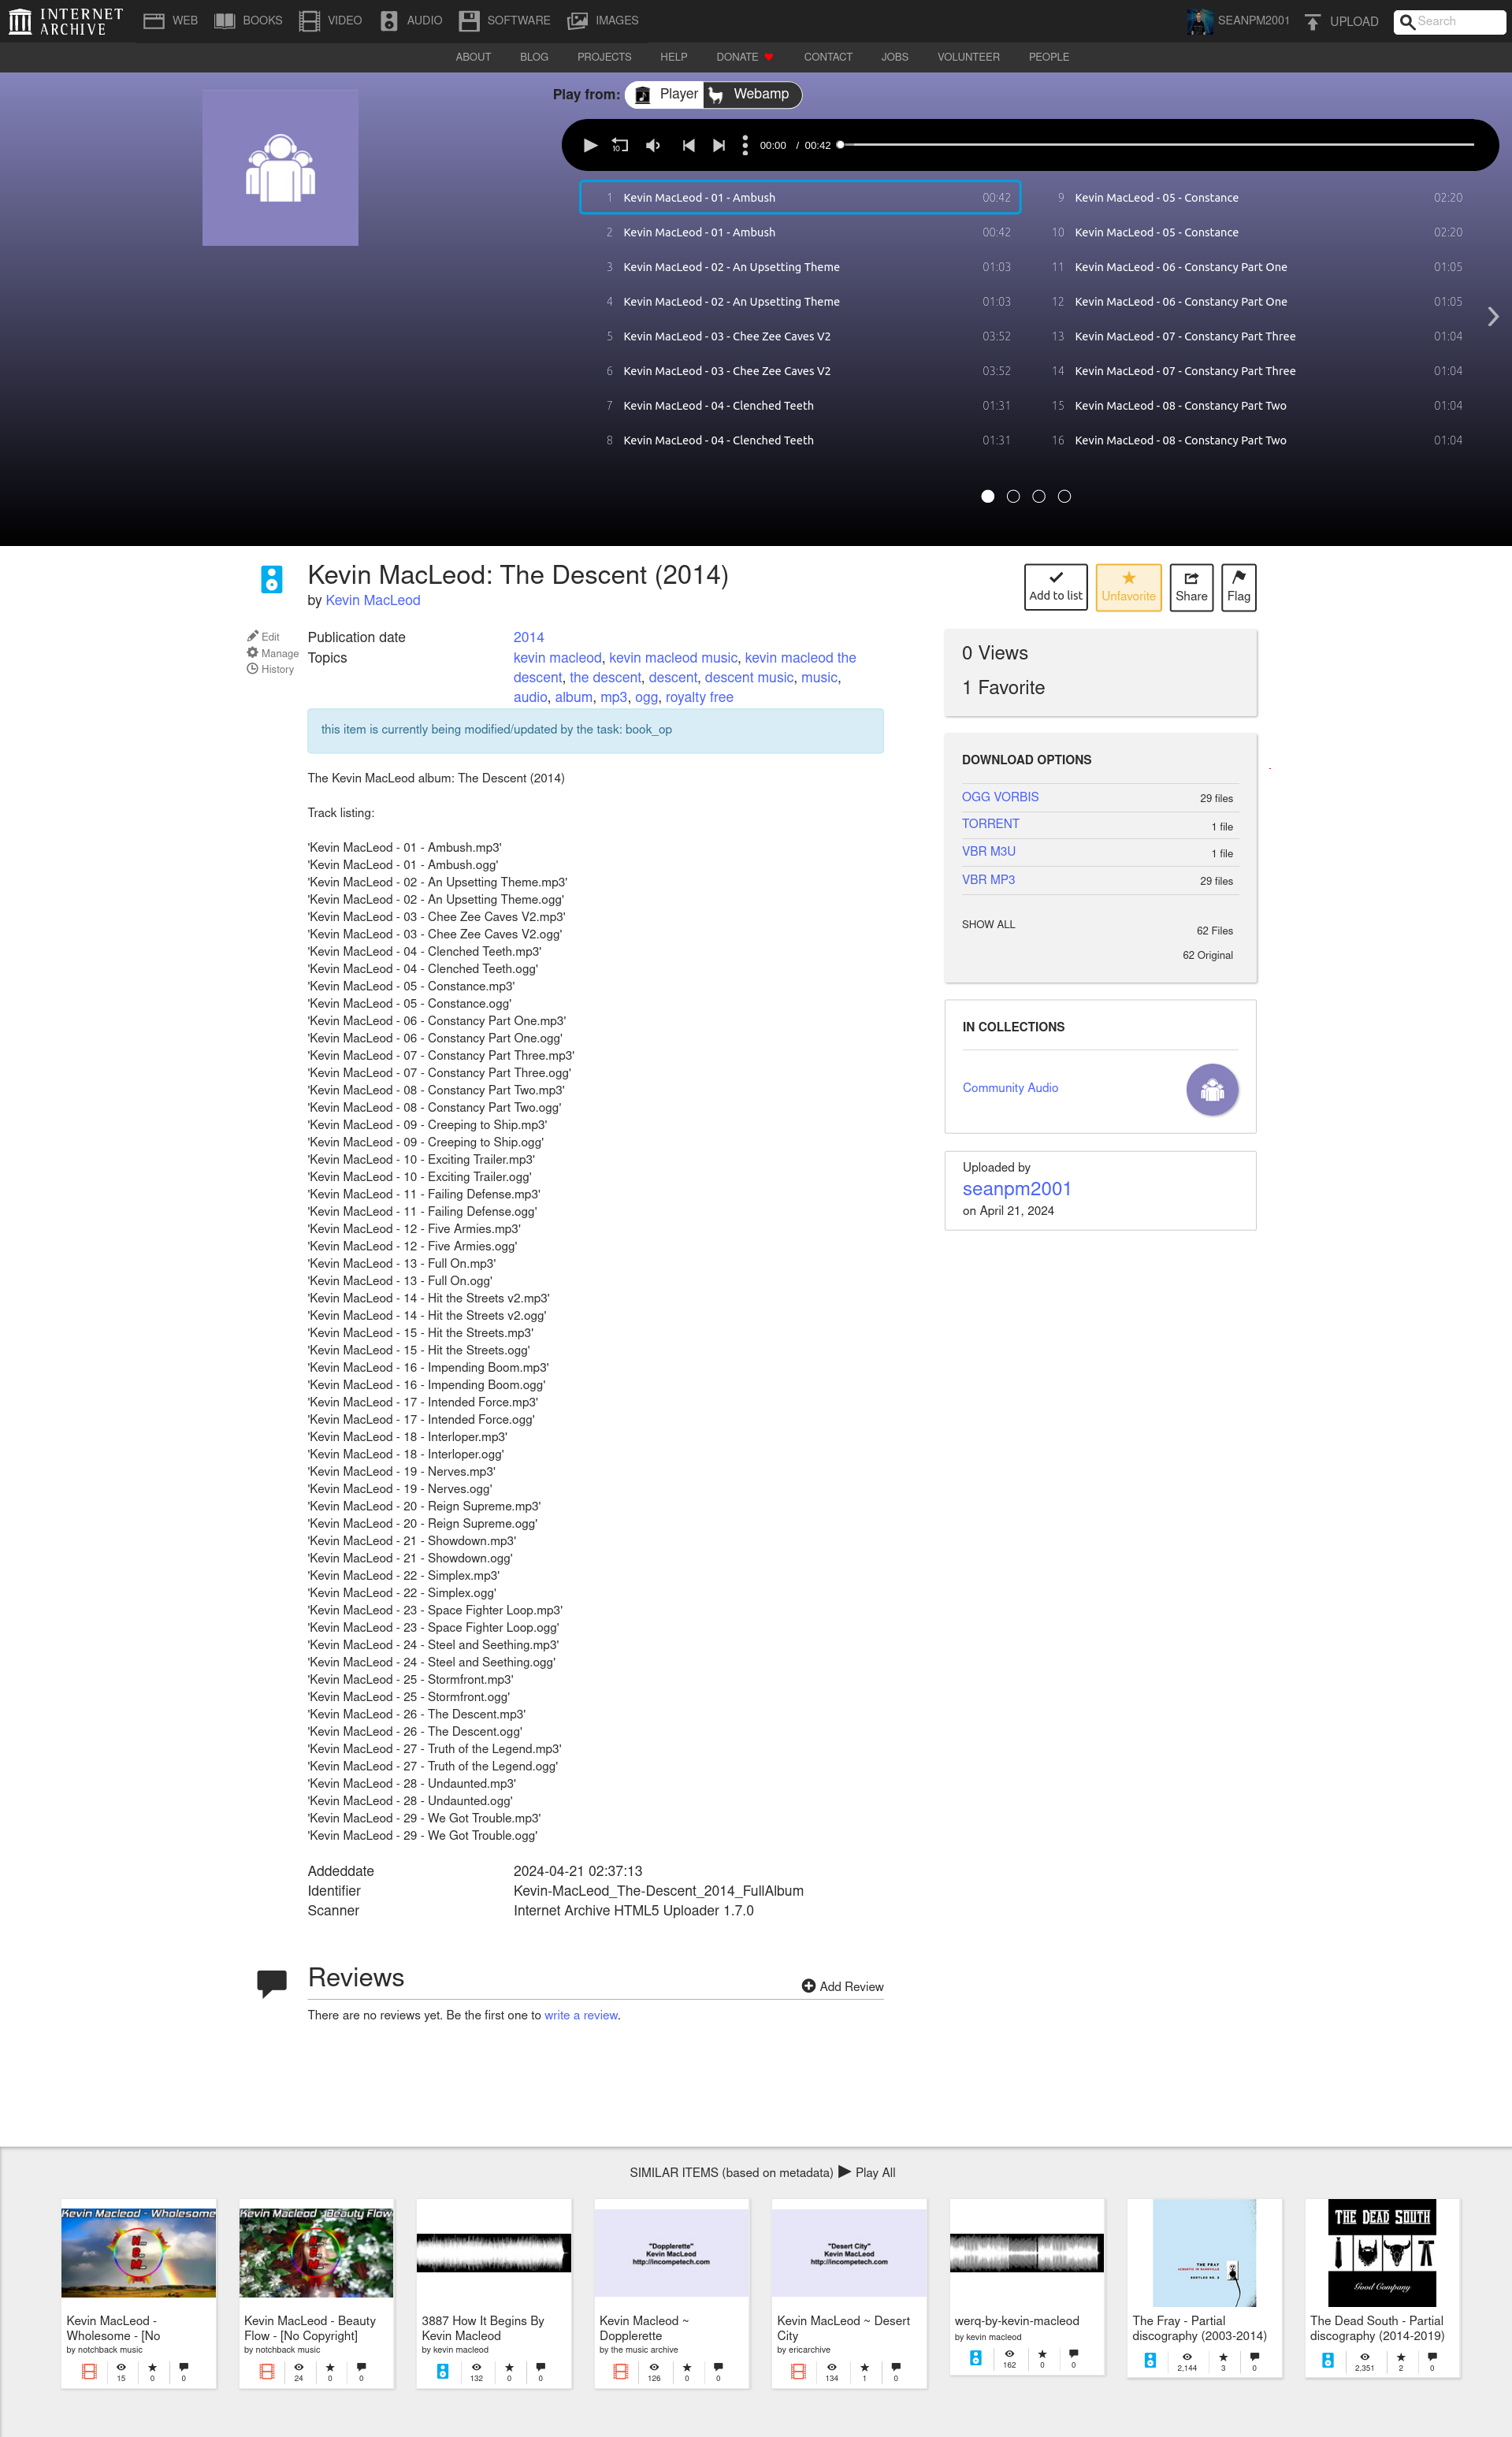 INTERNET ARCHIVE
WEB
BOOKS
VIDEO
AUDIO
SOFTWARE
IMAGES
SEANPM2001
UPLOAD
Search
ABOUT
BLOG
PROJECTS
HELP
DONATE
CONTACT
JOBS
VOLUNTEER
PEOPLE
Play from: Player Webamp
10
00:00 / 00:42
1 Kevin MacLeod - 01 - Ambush 00:42
2 Kevin MacLeod - 01 - Ambush 00:42
3 Kevin MacLeod - 02 - An Upsetting Theme 01:03
4 Kevin MacLeod - 02 - An Upsetting Theme 01:03
5 Kevin MacLeod - 03 - Chee Zee Caves V2 03:52
6 Kevin MacLeod - 03 - Chee Zee Caves V2 03:52
7 Kevin MacLeod - 04 - Clenched Teeth 01:31
8 Kevin MacLeod - 04 - Clenched Teeth 01:31
9 Kevin MacLeod - 05 - Constance 02:20
10 Kevin MacLeod - 05 - Constance 02:20
11 Kevin MacLeod - 06 - Constancy Part One 01:05
12 Kevin MacLeod - 06 - Constancy Part One 01:05
13 Kevin MacLeod - 07 - Constancy Part Three 01:04
14 Kevin MacLeod - 07 - Constancy Part Three 01:04
15 Kevin MacLeod - 08 - Constancy Part Two 01:04
16 Kevin MacLeod - 08 - Constancy Part Two 01:04
Kevin MacLeod: The Descent (2014)
by Kevin MacLeod
Edit
Manage
History
Publication date 2014
Topics kevin macleod, kevin macleod music, kevin macleod the
descent, the descent, descent, descent music, music,
audio, album, mp3, ogg, royalty free
this item is currently being modified/updated by the task: book_op
The Kevin MacLeod album: The Descent (2014)
Track listing:
'Kevin MacLeod - 01 - Ambush.mp3'
'Kevin MacLeod - 01 - Ambush.ogg'
'Kevin MacLeod - 02 - An Upsetting Theme.mp3'
'Kevin MacLeod - 02 - An Upsetting Theme.ogg'
'Kevin MacLeod - 03 - Chee Zee Caves V2.mp3'
'Kevin MacLeod - 03 - Chee Zee Caves V2.ogg'
'Kevin MacLeod - 04 - Clenched Teeth.mp3'
'Kevin MacLeod - 04 - Clenched Teeth.ogg'
'Kevin MacLeod - 05 - Constance.mp3'
'Kevin MacLeod - 05 - Constance.ogg'
'Kevin MacLeod - 06 - Constancy Part One.mp3'
'Kevin MacLeod - 06 - Constancy Part One.ogg'
'Kevin MacLeod - 07 - Constancy Part Three.mp3'
'Kevin MacLeod - 07 - Constancy Part Three.ogg'
'Kevin MacLeod - 08 - Constancy Part Two.mp3'
'Kevin MacLeod - 08 - Constancy Part Two.ogg'
'Kevin MacLeod - 09 - Creeping to Ship.mp3'
'Kevin MacLeod - 09 - Creeping to Ship.ogg'
'Kevin MacLeod - 10 - Exciting Trailer.mp3'
'Kevin MacLeod - 10 - Exciting Trailer.ogg'
'Kevin MacLeod - 11 - Failing Defense.mp3'
'Kevin MacLeod - 11 - Failing Defense.ogg'
'Kevin MacLeod - 12 - Five Armies.mp3'
'Kevin MacLeod - 12 - Five Armies.ogg'
'Kevin MacLeod - 13 - Full On.mp3'
'Kevin MacLeod - 13 - Full On.ogg'
'Kevin MacLeod - 14 - Hit the Streets v2.mp3'
'Kevin MacLeod - 14 - Hit the Streets v2.ogg'
'Kevin MacLeod - 15 - Hit the Streets.mp3'
'Kevin MacLeod - 15 - Hit the Streets.ogg'
'Kevin MacLeod - 16 - Impending Boom.mp3'
'Kevin MacLeod - 16 - Impending Boom.ogg'
'Kevin MacLeod - 17 - Intended Force.mp3'
'Kevin MacLeod - 17 - Intended Force.ogg'
'Kevin MacLeod - 18 - Interloper.mp3'
'Kevin MacLeod - 18 - Interloper.ogg'
'Kevin MacLeod - 19 - Nerves.mp3'
'Kevin MacLeod - 19 - Nerves.ogg'
'Kevin MacLeod - 20 - Reign Supreme.mp3'
'Kevin MacLeod - 20 - Reign Supreme.ogg'
'Kevin MacLeod - 21 - Showdown.mp3'
'Kevin MacLeod - 21 - Showdown.ogg'
'Kevin MacLeod - 22 - Simplex.mp3'
'Kevin MacLeod - 22 - Simplex.ogg'
'Kevin MacLeod - 23 - Space Fighter Loop.mp3'
'Kevin MacLeod - 23 - Space Fighter Loop.ogg'
'Kevin MacLeod - 24 - Steel and Seething.mp3'
'Kevin MacLeod - 24 - Steel and Seething.ogg'
'Kevin MacLeod - 25 - Stormfront.mp3'
'Kevin MacLeod - 25 - Stormfront.ogg'
'Kevin MacLeod - 26 - The Descent.mp3'
'Kevin MacLeod - 26 - The Descent.ogg'
'Kevin MacLeod - 27 - Truth of the Legend.mp3'
'Kevin MacLeod - 27 - Truth of the Legend.ogg'
'Kevin MacLeod - 28 - Undaunted.mp3'
'Kevin MacLeod - 28 - Undaunted.ogg'
'Kevin MacLeod - 29 - We Got Trouble.mp3'
'Kevin MacLeod - 29 - We Got Trouble.ogg'
Addeddate 2024-04-21 02:37:13
Identifier Kevin-MacLeod_The-Descent_2014_FullAlbum
Scanner Internet Archive HTML5 Uploader 1.7.0
Add to list
Unfavorite
Share
Flag
0 Views
1 Favorite
DOWNLOAD OPTIONS
OGG VORBIS 29 files
TORRENT 1 file
VBR M3U 1 file
VBR MP3 29 files
SHOW ALL 62 Files
62 Original
IN COLLECTIONS
Community Audio
Uploaded by
seanpm2001
on April 21, 2024
Reviews
Add Review
There are no reviews yet. Be the first one to write a review.
SIMILAR ITEMS (based on metadata) Play All
Kevin Macleod - Wholesome
Kevin MacLeod -
Wholesome - [No
by notchback music
15 0 0
Kevin Macleod - Beauty Flow
Kevin MacLeod - Beauty
Flow - [No Copyright]
by notchback music
24 0 0
3887 How It Begins By
Kevin Macleod
by kevin macleod
132 0 0
"Dopplerette"
Kevin MacLeod
http://incompetech.com
Kevin Macleod ~
Dopplerette
by the music archive
126 0 0
"Desert City"
Kevin MacLeod
http://incompetech.com
Kevin MacLeod ~ Desert
City
by ericarchive
134 1 0
werq-by-kevin-macleod
by kevin macleod
162 0 0
THE FRAY
ACOUSTIC IN NASHVILLE
BOOTLEG NO. 2
The Fray - Partial
discography (2003-2014)
2,144 3 0
THE DEAD SOUTH
Good Company
The Dead South - Partial
discography (2014-2019)
2,351 2 0